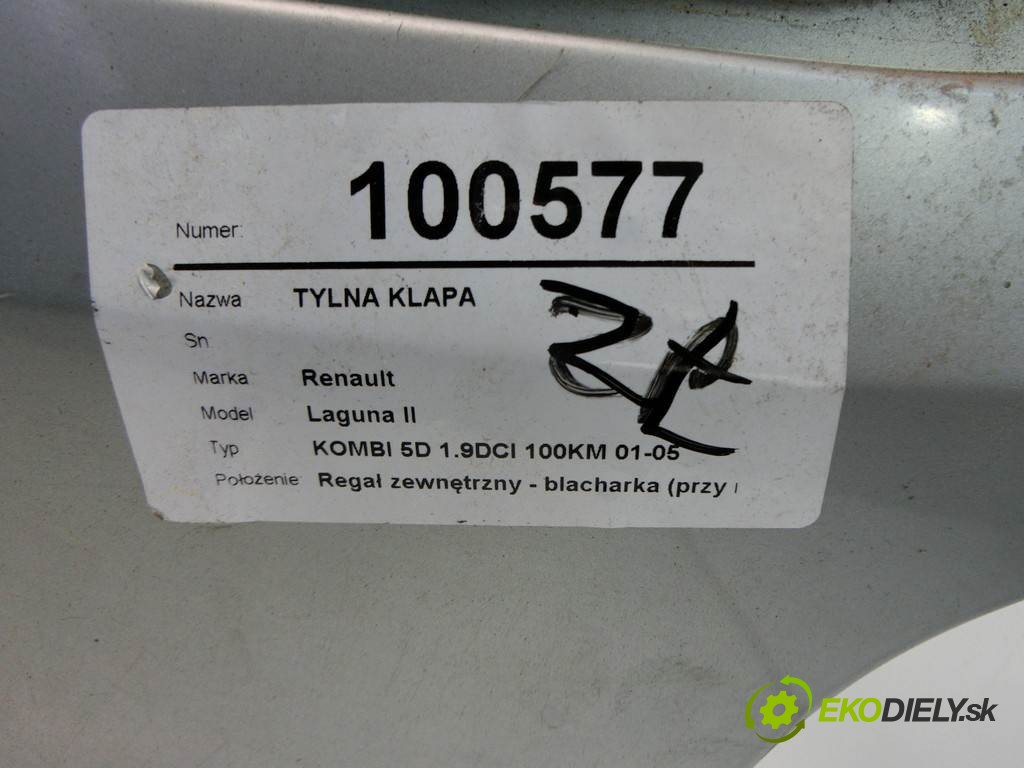 Numer: 100577
Nazwa TYLNA KLAPA
Sn
Marka Renault
Model Laguna II
Typ KOMBI 5D 1.9DCI 100KM 01-05
Położenie Regał zewnętrzny - blacharka (przy
EKODIELY.sk